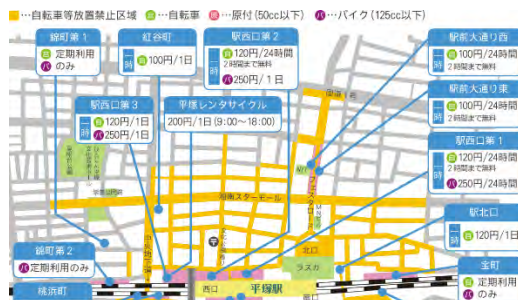 …自転車等放置禁止区域 自…自転車 原…原付(50cc以下) バ…バイク(125cc以下)
錦町第1
自 定期利用
バ のみ
紅谷町
一時 自 100円/1日
駅西口第2
一時 自 120円/24時間
2時間まで無料
バ 250円/1日
駅前大通り西
一時 自 100円/24時間
2時間まで無料
駅前大通り東
一時 自 100円/24時間
2時間まで無料
駅西口第3
一時 自 120円/1日
バ 250円/1日
平塚レンタサイクル
200円/1日(9:00〜18:00)
駅西口第1
一時 自 120円/24時間
2時間まで無料
バ 250円/24時間
湘南スターモール
駅北口
一時 自 120円/1日
北口
ラスカ
錦町第2
バ 定期利用のみ
西口
平塚駅
宝町
自 定期利用
のみ
桃浜町